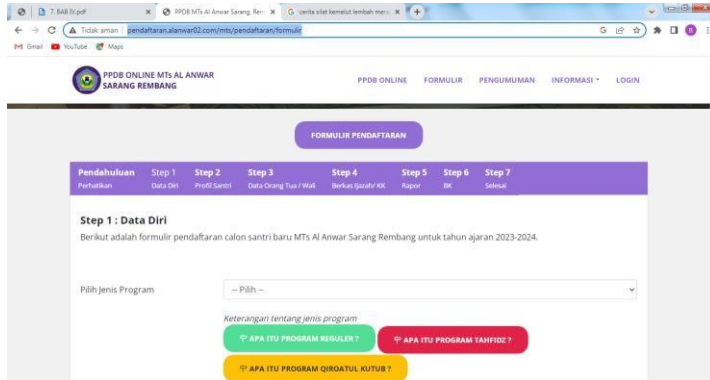 7. BAB IV.pdf
PPDB MTs Al Anwar Sarang Rem
cerita silat kemelut lembah mera
Tidak aman | pendaftaran.alanwar02.com/mts/pendaftaran/formulir
Gmail YouTube Maps
PPDB ONLINE MTs AL ANWAR
SARANG REMBANG
PPDB ONLINE FORMULIR PENGUMUMAN INFORMASI LOGIN
FORMULIR PENDAFTARAN
Pendahuluan Step 1 Step 2 Step 3 Step 4 Step 5 Step 6 Step 7
Perhatikan Data Diri Profil Santri Data Orang Tua / Wali Berkas Ijazah/ KK Rapor BK Selesai
Step 1 : Data Diri
Berikut adalah formulir pendaftaran calon santri baru MTs Al Anwar Sarang Rembang untuk tahun ajaran 2023-2024.
Pilih Jenis Program
-- Pilih --
Keterangan tentang jenis program
APA ITU PROGRAM REGULER ?
APA ITU PROGRAM TAHFIDZ ?
APA ITU PROGRAM QIROATUL KUTUB ?